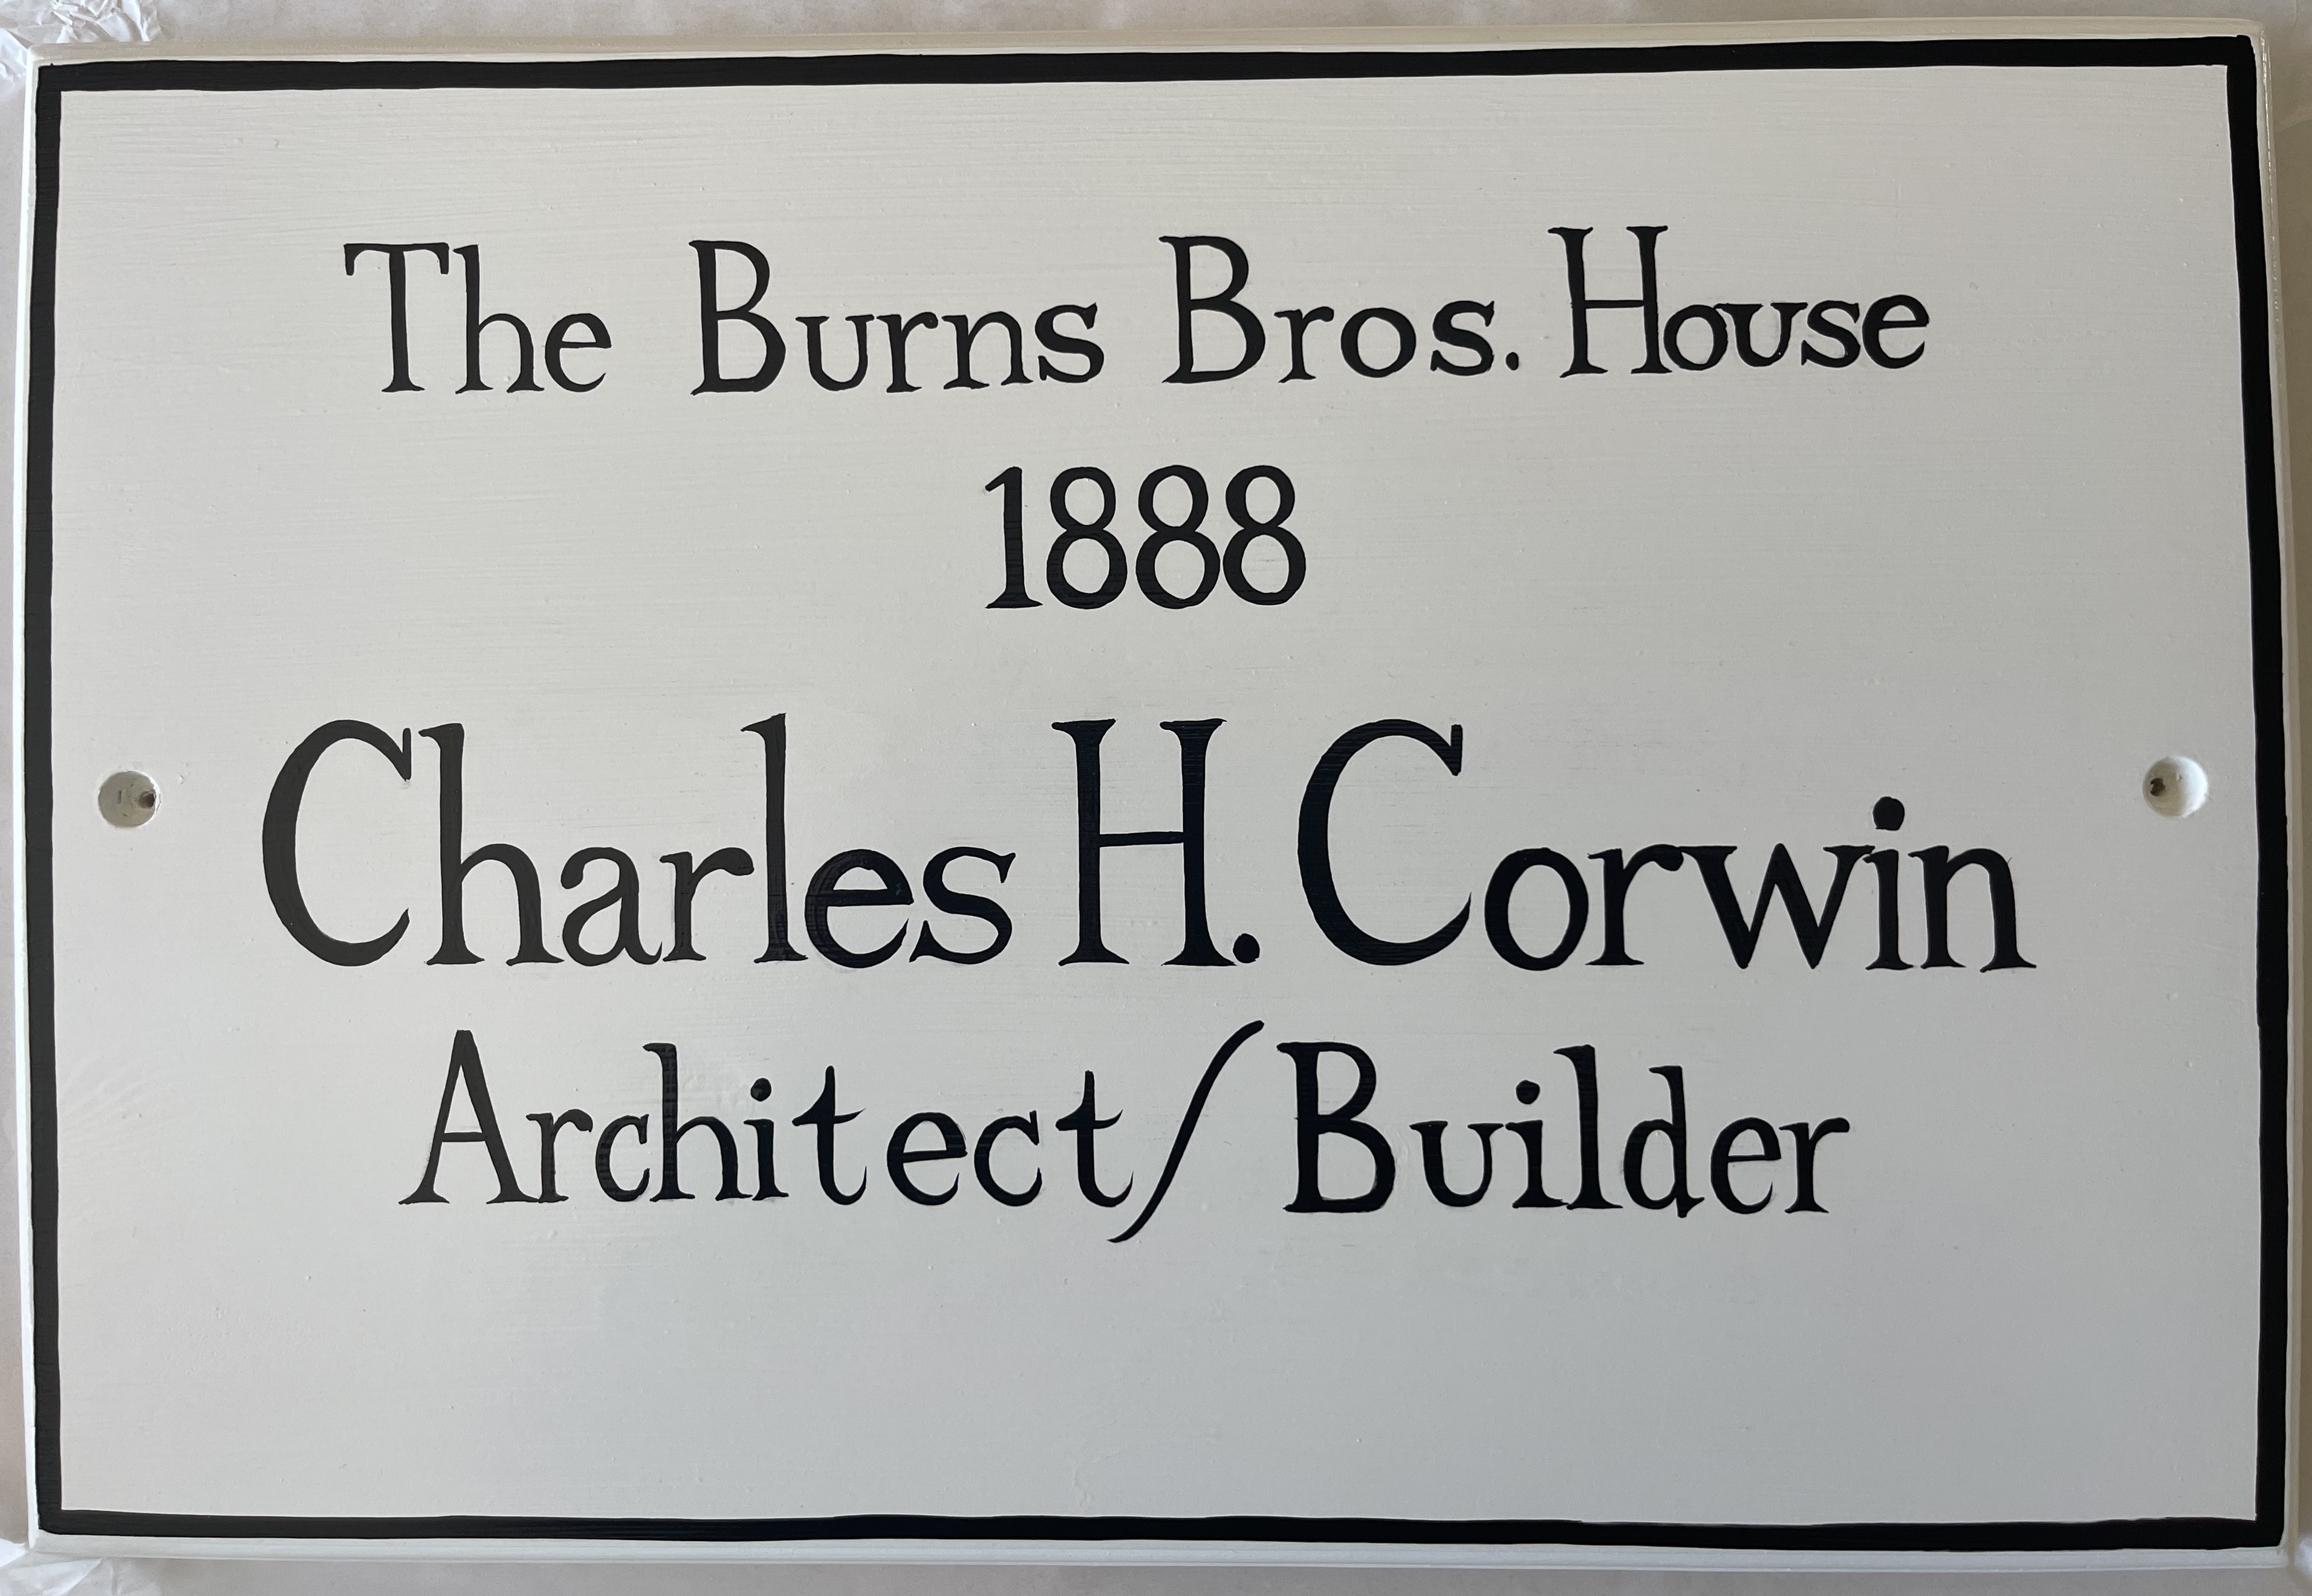 The Burns Bros. House
1888
Charles H. Corwin
Architect/Builder